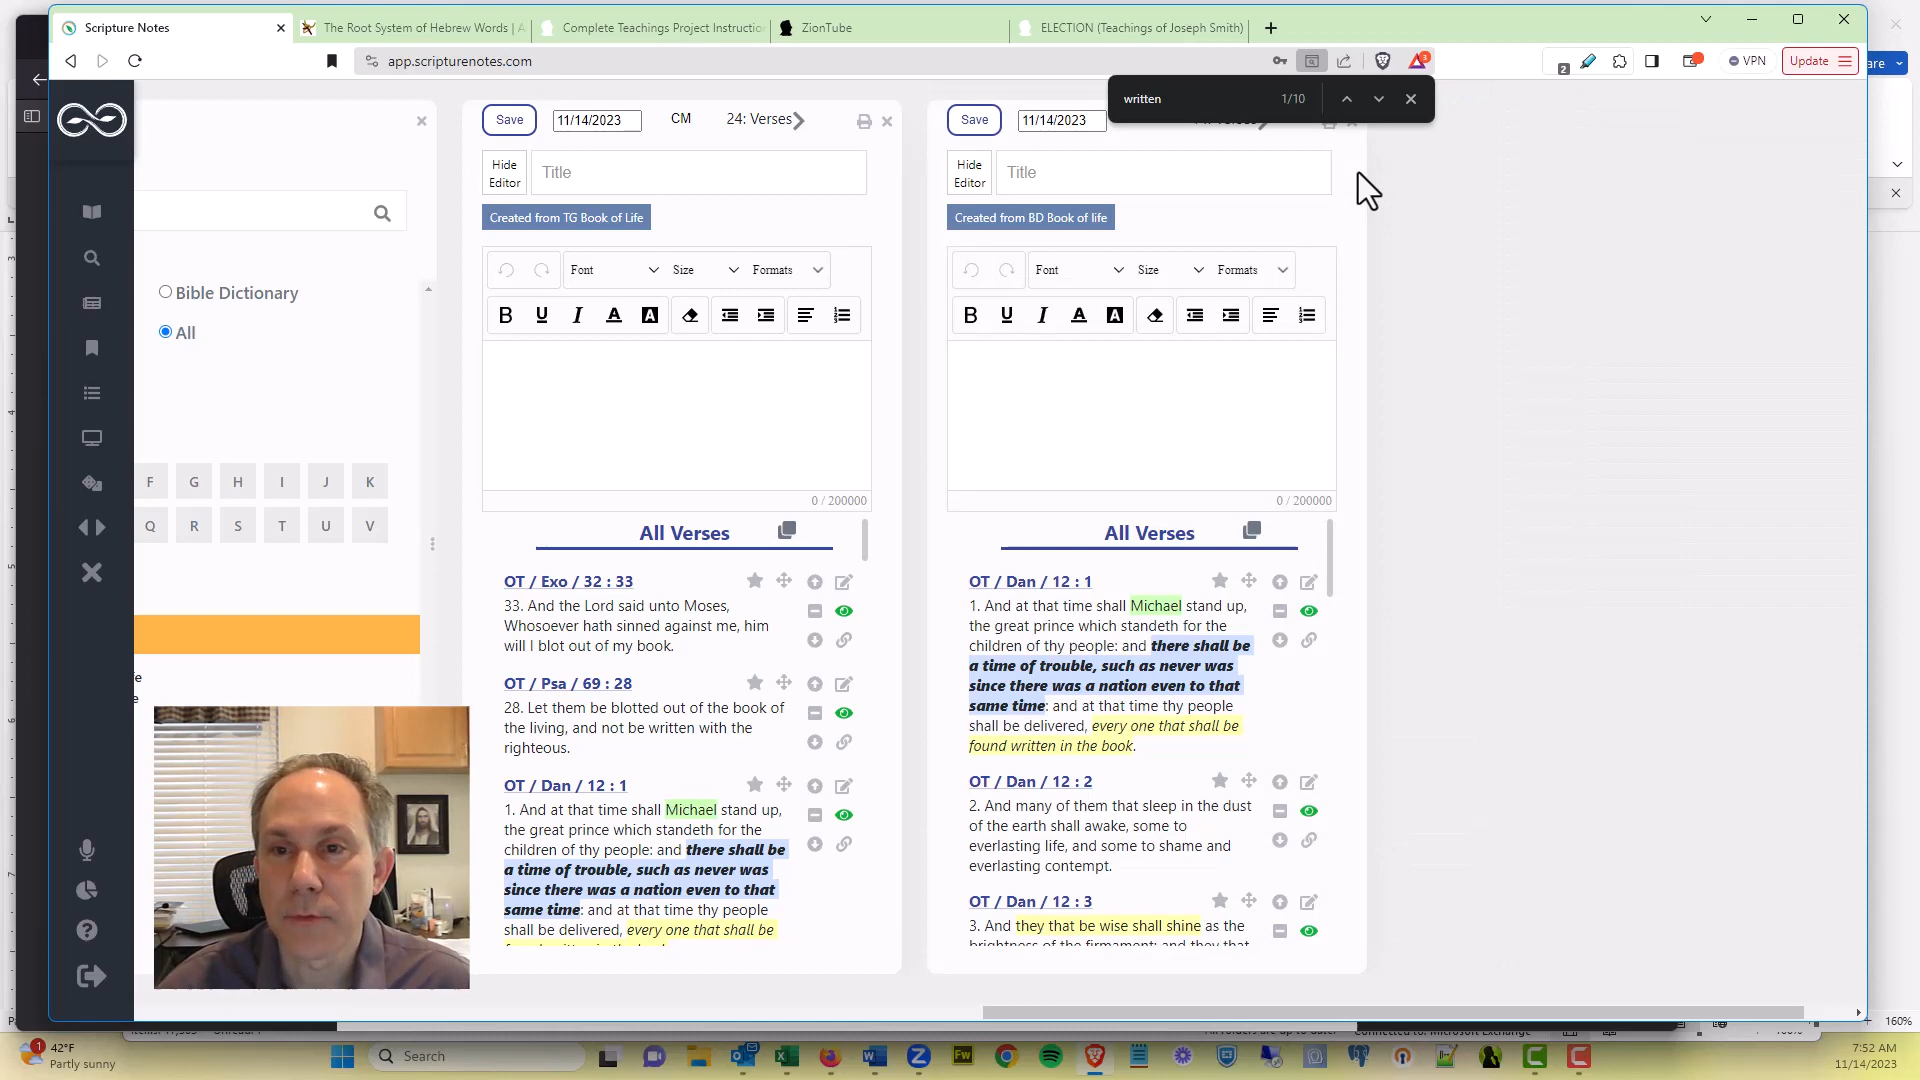 Scripture Notes
The Root System of Hebrew Words | A
Complete Teachings Project Instructio
ZionTube
ELECTION (Teachings of Joseph Smith)
app.scripturenotes.com
3
2
VPN
Update
are
written
1/10
Bible Dictionary
All
F G H I J K
Q R S T U V
Save
11/14/2023
CM
24: Verses
Hide
Editor
Title
Created from TG Book of Life
Font
Size
Formats
B U I A A
0 / 200000
All Verses
OT / Exo / 32 : 33
33. And the Lord said unto Moses,
Whosoever hath sinned against me, him
will I blot out of my book.
OT / Psa / 69 : 28
28. Let them be blotted out of the book of
the living, and not be written with the
righteous.
OT / Dan / 12 : 1
1. And at that time shall Michael stand up,
the great prince which standeth for the
children of thy people: and there shall be
a time of trouble, such as never was
since there was a nation even to that
same time: and at that time thy people
shall be delivered, every one that shall be
Save
11/14/2023
Hide
Editor
Title
Created from BD Book of life
Font
Size
Formats
B U I A A
0 / 200000
All Verses
OT / Dan / 12 : 1
1. And at that time shall Michael stand up,
the great prince which standeth for the
children of thy people: and there shall be
a time of trouble, such as never was
since there was a nation even to that
same time: and at that time thy people
shall be delivered, every one that shall be
found written in the book.
OT / Dan / 12 : 2
2. And many of them that sleep in the dust
of the earth shall awake, some to
everlasting life, and some to shame and
everlasting contempt.
OT / Dan / 12 : 3
3. And they that be wise shall shine as the
brightness of the firmament; and they that
160%
1
42°F
Partly sunny
Search
Fw
7:52 AM
11/14/2023